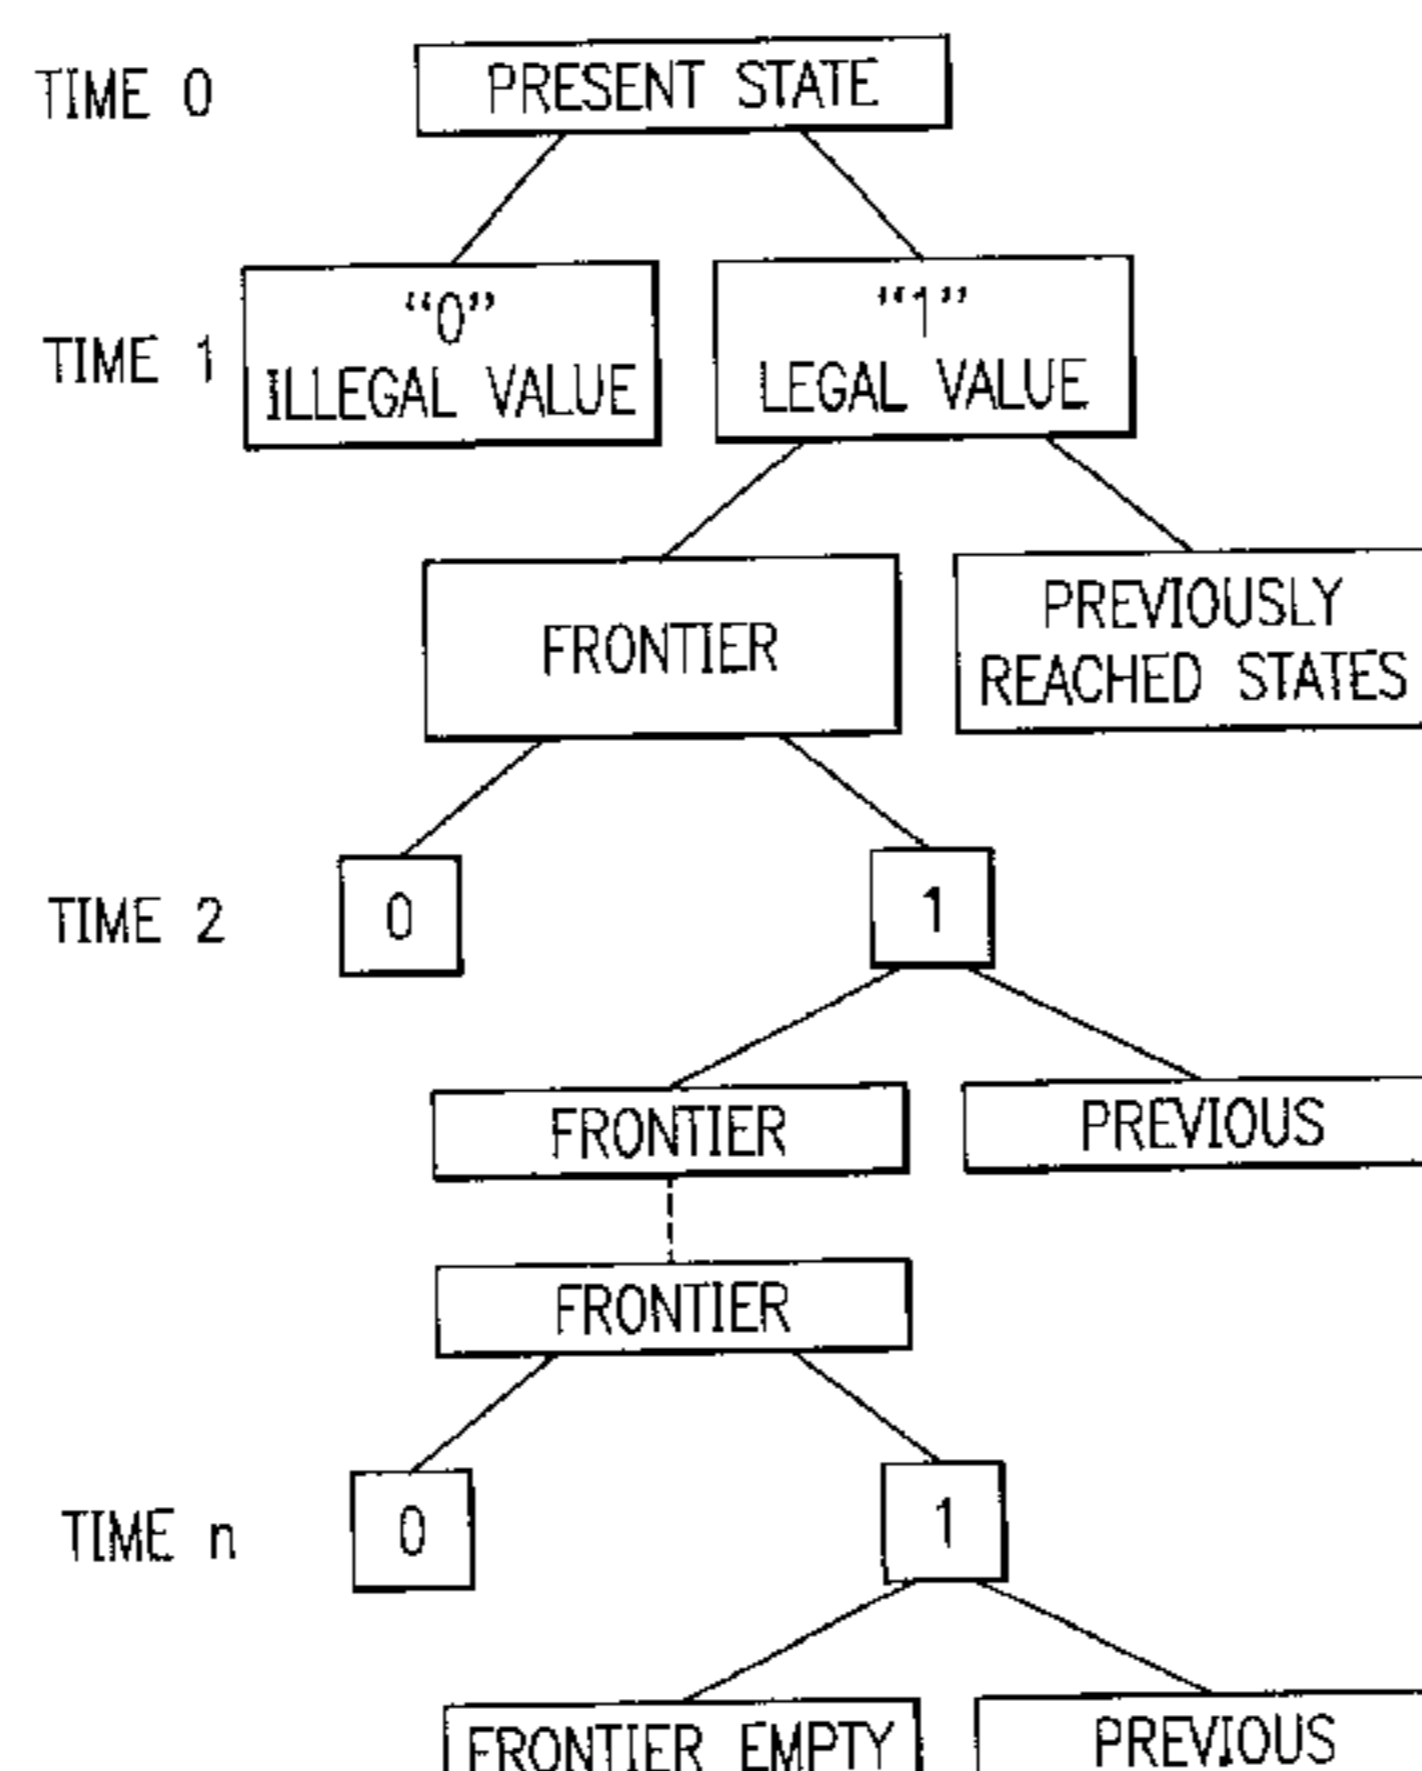 TIME 0
PRESENT STATE
TIME 1
“0”
ILLEGAL VALUE
“1”
LEGAL VALUE
FRONTIER
PREVIOUSLY
REACHED STATES
TIME 2
0
1
FRONTIER
PREVIOUS
FRONTIER
TIME n
0
1
FRONTIER EMPTY
PREVIOUS